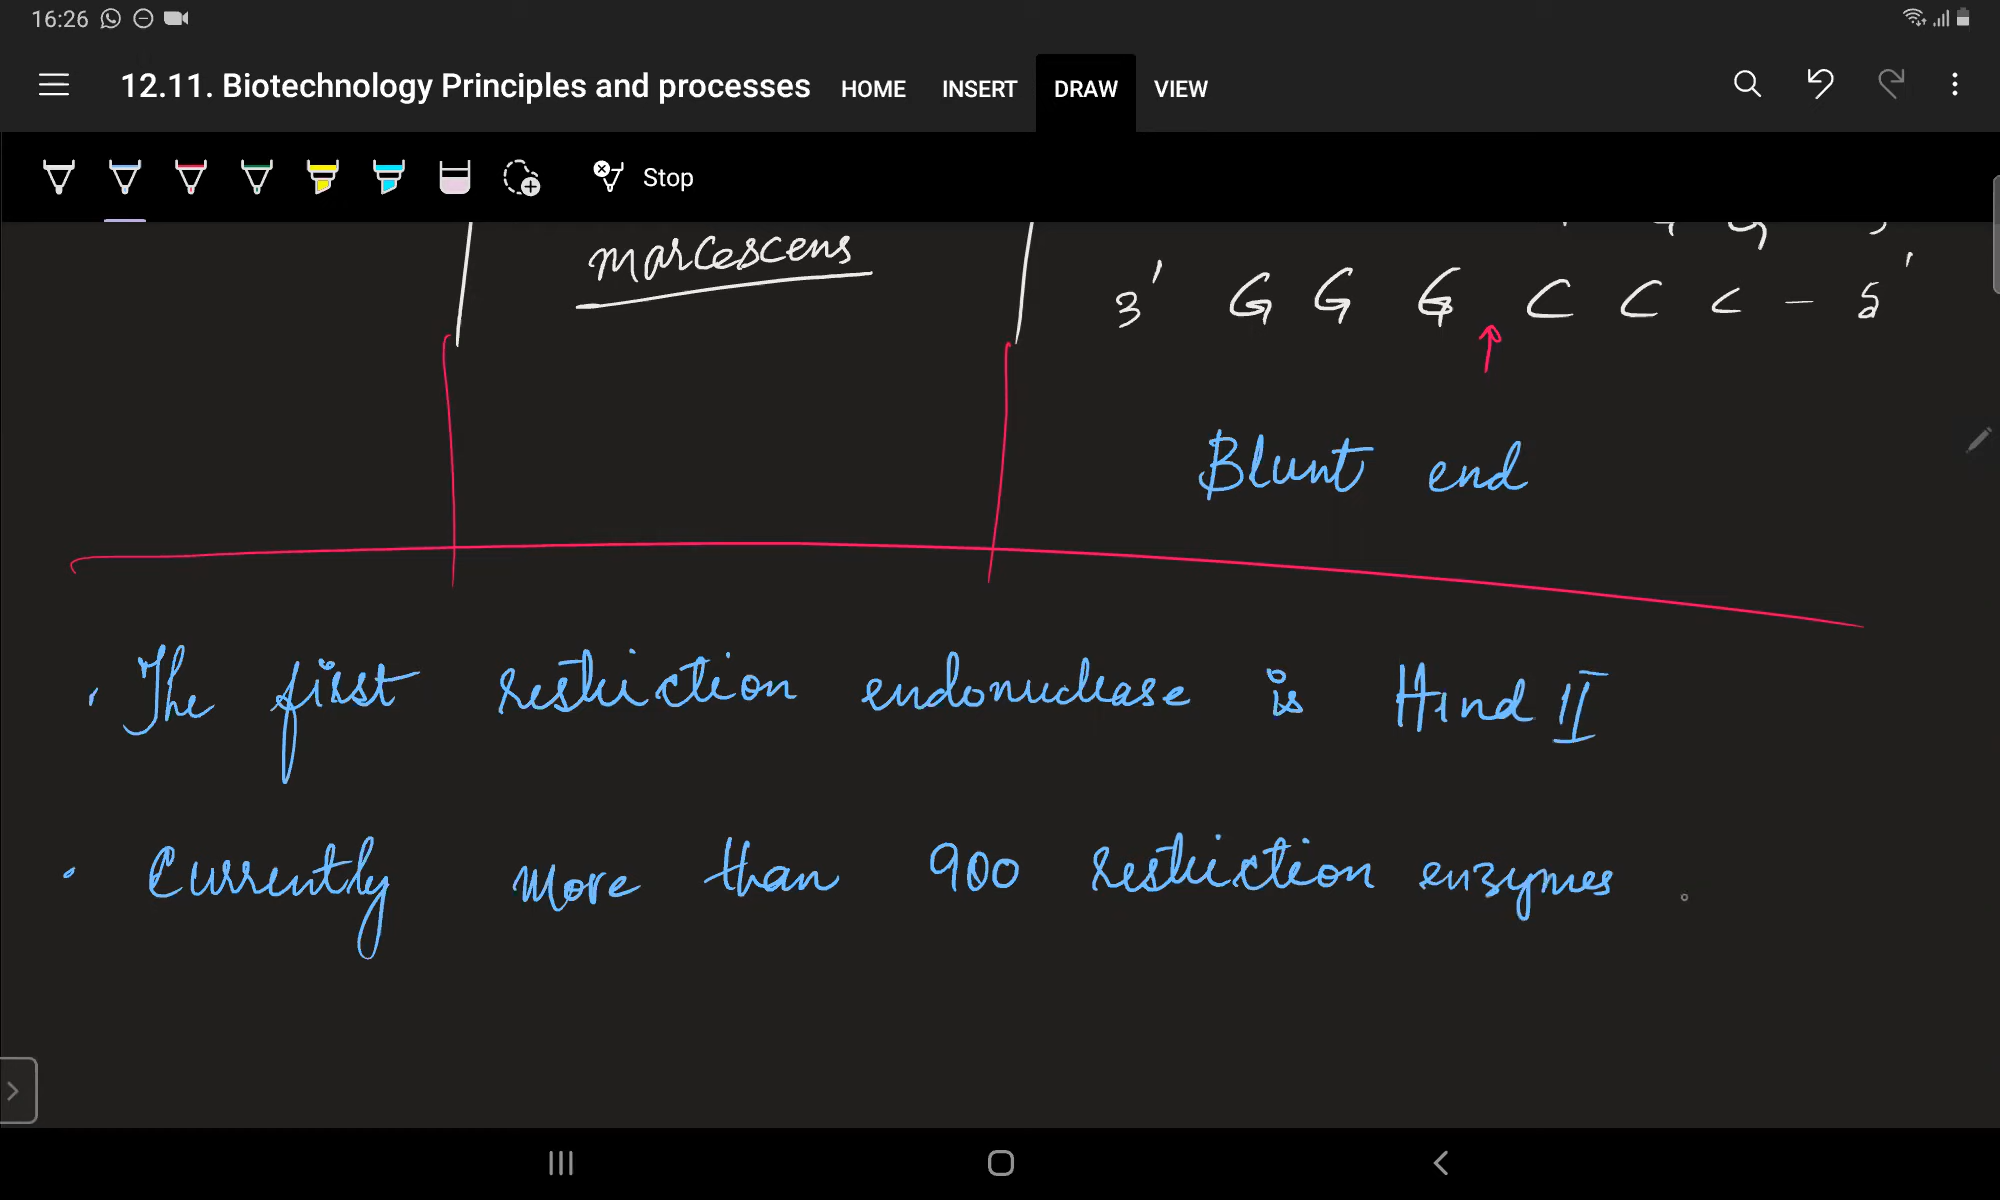 16:26
12.11. Biotechnology Principles and processes HOME INSERT DRAW VIEW
Stop
marcescens
3' G G G C C C - 5'
Blunt end
· The first restriction endonuclease is Hind II
· Currently more than 900 restriction enzymes